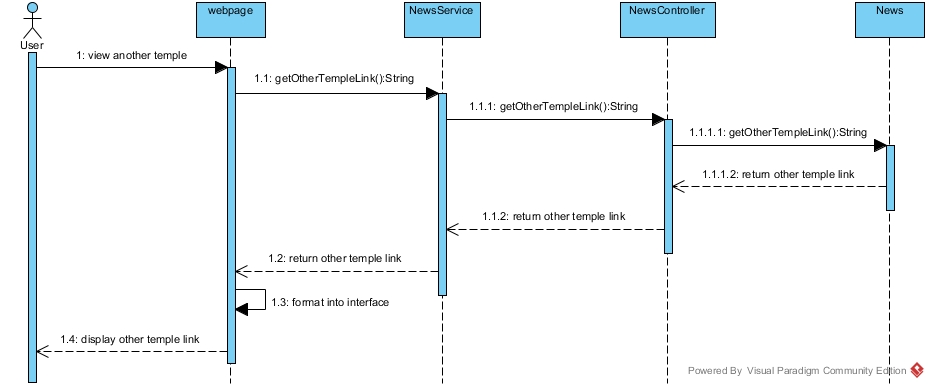 webpage
NewsService
NewsController
News
User
1: view another temple
1.1: getOtherTempleLink():String
1.1.1: getOtherTempleLink():String
1.1.1.1: getOtherTempleLink():String
1.1.1.2: return other temple link
1.1.2: return other temple link
1.2: return other temple link
1.3: format into interface
1.4: display other temple link
Powered By Visual Paradigm Community Edition